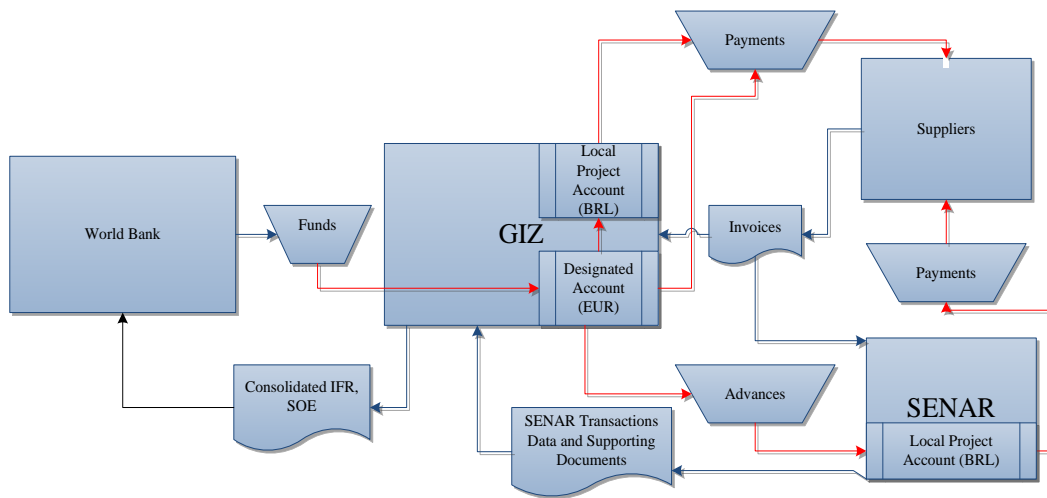 Payments
Suppliers
Local
Project
Account
(BRL)
World Bank
Funds
GIZ
Invoices
Designated
Account
(EUR)
Payments
Consolidated IFR,
SOE
Advances
SENAR
SENAR Transactions
Data and Supporting
Documents
Local Project
Account (BRL)